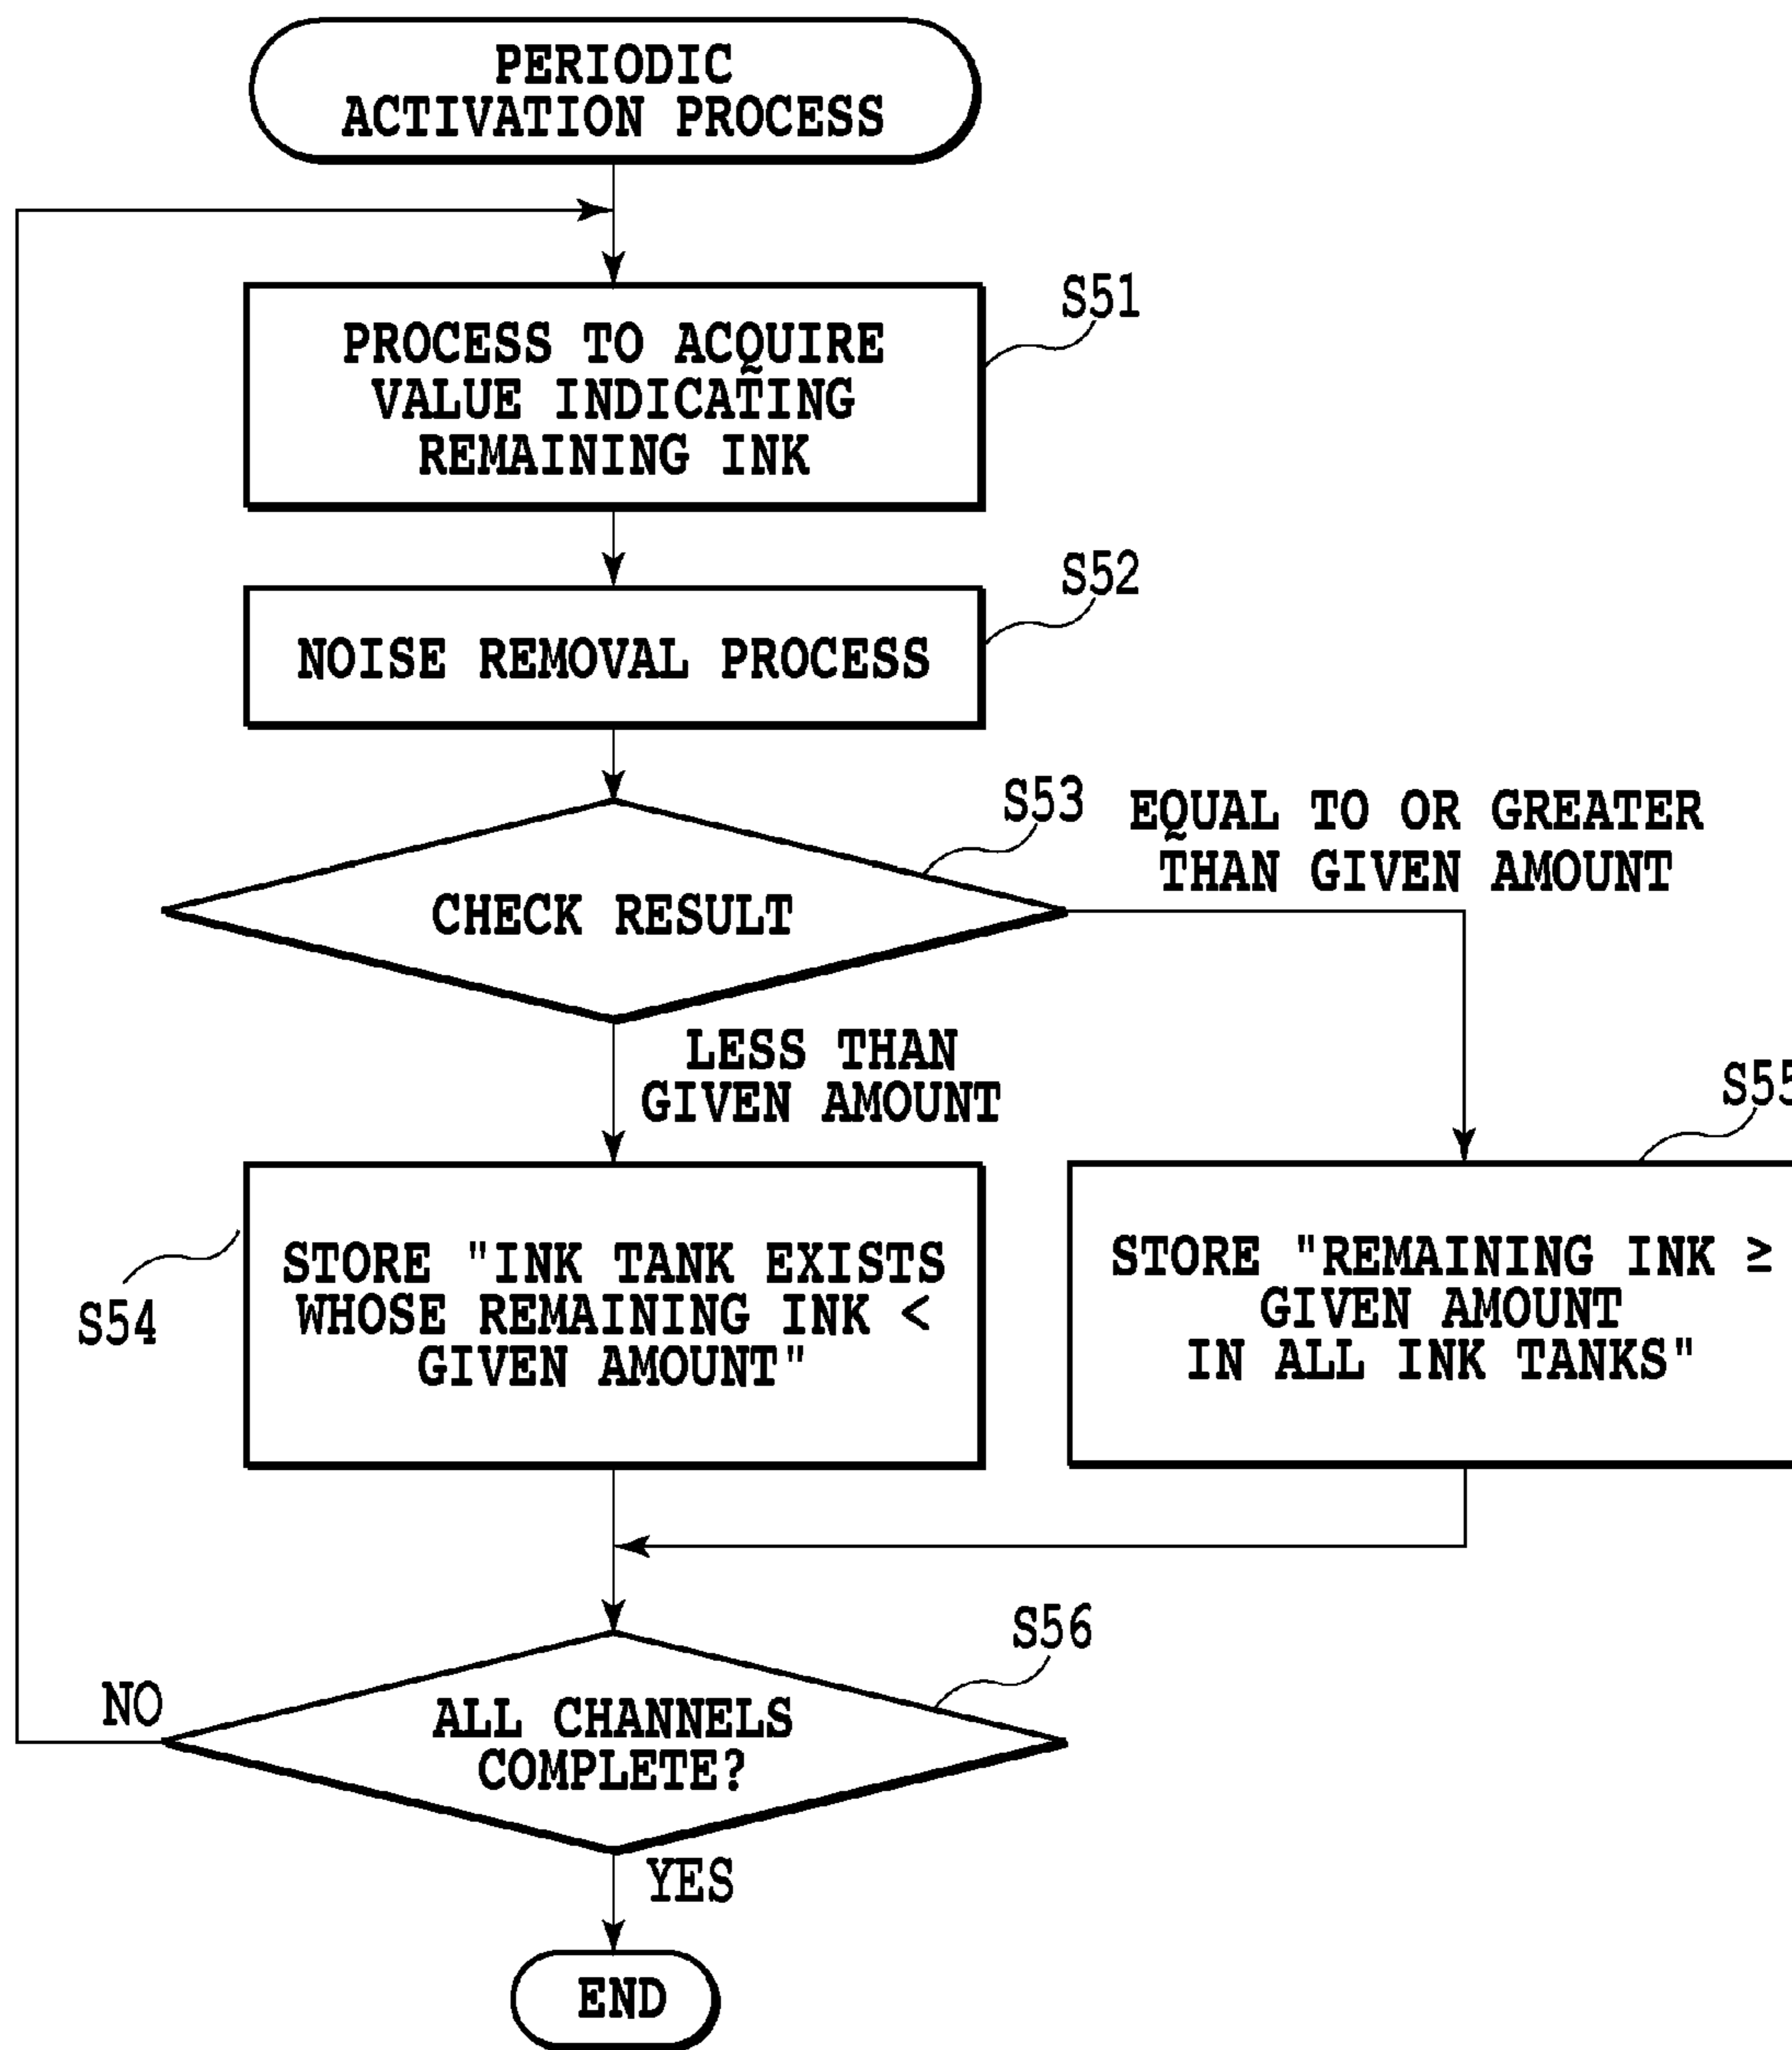 PERIODIC
ACTIVATION PROCESS
S51
PROCESS TO ACQUIRE
VALUE INDICATING
REMAINING INK
S52
NOISE REMOVAL PROCESS
S53
EQUAL TO OR GREATER
THAN GIVEN AMOUNT
CHECK RESULT
LESS THAN
GIVEN AMOUNT
S55
S54
STORE "INK TANK EXISTS
WHOSE REMAINING INK <
GIVEN AMOUNT"
STORE "REMAINING INK ≥
GIVEN AMOUNT
IN ALL INK TANKS"
S56
NO
ALL CHANNELS
COMPLETE?
YES
END